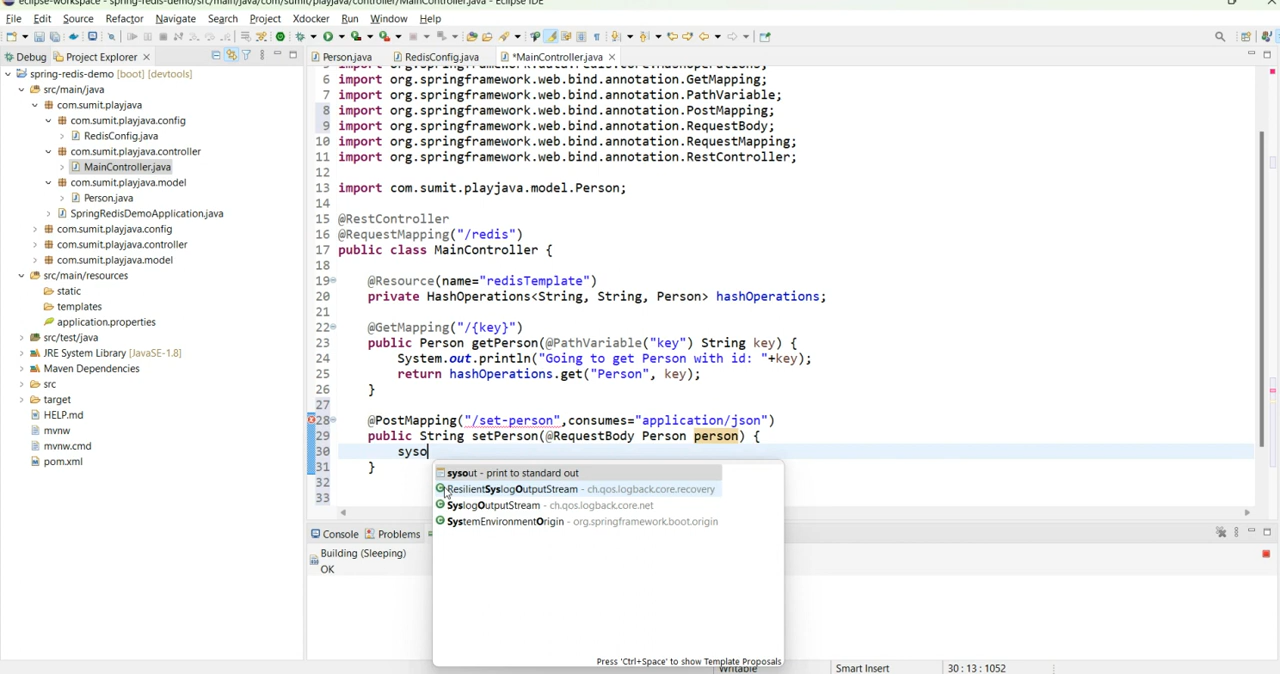 eclipse-workspace - spring-redis-demo/src/main/java/com/sumit/playjava/controller/MainController.java - Eclipse IDE
File Edit Source Refactor Navigate Search Project Xdocker Run Window Help
Debug Project Explorer
Person.java RedisConfig.java *MainController.java
spring-redis-demo [boot] [devtools]
src/main/java
com.sumit.playjava
com.sumit.playjava.config
RedisConfig.java
com.sumit.playjava.controller
MainController.java
com.sumit.playjava.model
Person.java
SpringRedisDemoApplication.java
com.sumit.playjava.config
com.sumit.playjava.controller
com.sumit.playjava.model
src/main/resources
static
templates
application.properties
src/test/java
JRE System Library [JavaSE-1.8]
Maven Dependencies
src
target
HELP.md
mvnw
mvnw.cmd
pom.xml
6 import org.springframework.web.bind.annotation.GetMapping;
7 import org.springframework.web.bind.annotation.PathVariable;
8 import org.springframework.web.bind.annotation.PostMapping;
9 import org.springframework.web.bind.annotation.RequestBody;
10 import org.springframework.web.bind.annotation.RequestMapping;
11 import org.springframework.web.bind.annotation.RestController;
12
13 import com.sumit.playjava.model.Person;
14
15 @RestController
16 @RequestMapping("/redis")
17 public class MainController {
18
19 @Resource(name="redisTemplate")
20 private HashOperations<String, String, Person> hashOperations;
21
22 @GetMapping("/{key}")
23 public Person getPerson(@PathVariable("key") String key) {
24 System.out.println("Going to get Person with id: "+key);
25 return hashOperations.get("Person", key);
26 }
27
28 @PostMapping("/set-person",consumes="application/json")
29 public String setPerson(@RequestBody Person person) {
30 syso
31 }
32
33
sysout - print to standard out
ResilientSyslogOutputStream - ch.qos.logback.core.recovery
SyslogOutputStream - ch.qos.logback.core.net
SystemEnvironmentOrigin - org.springframework.boot.origin
Press 'Ctrl+Space' to show Template Proposals
Console Problems
Building (Sleeping)
OK
Writable Smart Insert 30 : 13 : 1052